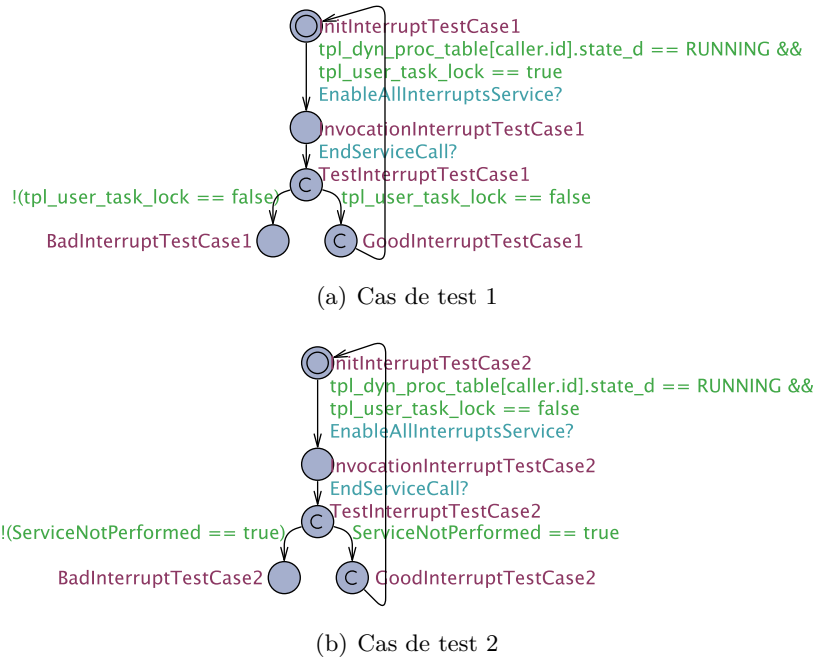 InitInterruptTestCase1
tpl_dyn_proc_table[caller.id].state_d == RUNNING &&
tpl_user_task_lock == true
EnableAllInterruptsService?
InvocationInterruptTestCase1
EndServiceCall?
TestInterruptTestCase1
C
!(tpl_user_task_lock == false) tpl_user_task_lock == false
BadInterruptTestCase1 C GoodInterruptTestCase1
(a) Cas de test 1
InitInterruptTestCase2
tpl_dyn_proc_table[caller.id].state_d == RUNNING &&
tpl_user_task_lock == false
EnableAllInterruptsService?
InvocationInterruptTestCase2
EndServiceCall?
TestInterruptTestCase2
C
!(ServiceNotPerformed == true) ServiceNotPerformed == true
BadInterruptTestCase2 C GoodInterruptTestCase2
(b) Cas de test 2